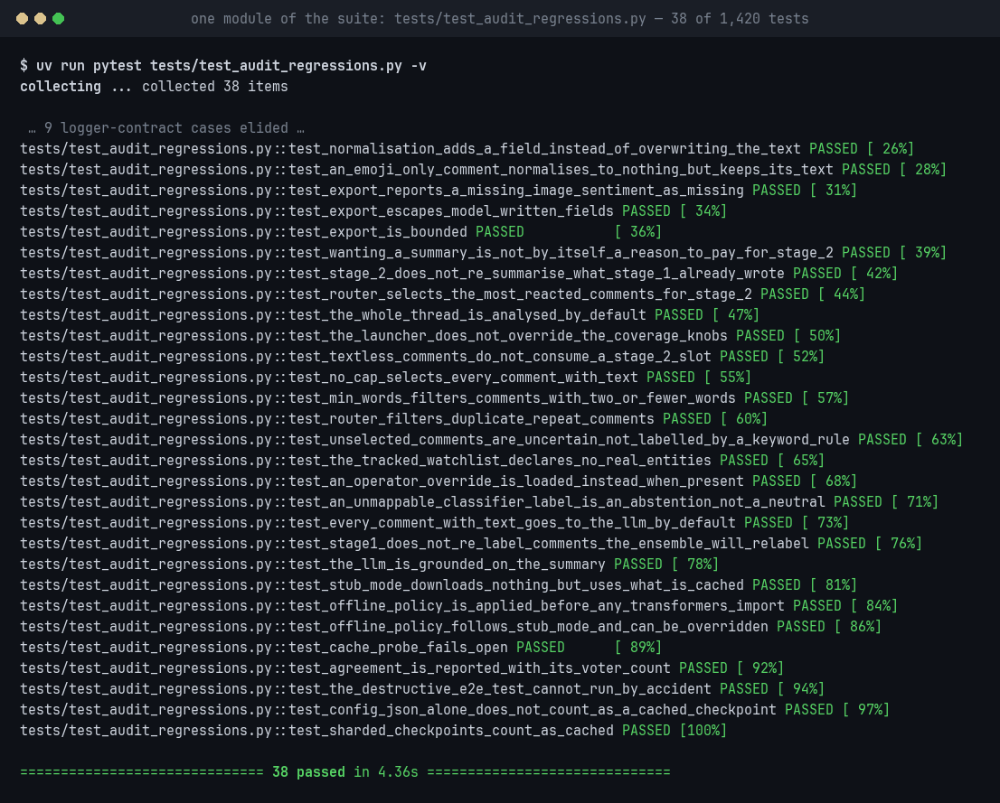 one module of the suite: tests/test_audit_regressions.py — 38 of 1,420 tests
$ uv run pytest tests/test_audit_regressions.py -v
collecting ... collected 38 items
… 9 logger-contract cases elided …
tests/test_audit_regressions.py::test_normalisation_adds_a_field_instead_of_overwriting_the_text PASSED [ 26%]
tests/test_audit_regressions.py::test_an_emoji_only_comment_normalises_to_nothing_but_keeps_its_text PASSED [ 28%]
tests/test_audit_regressions.py::test_export_reports_a_missing_image_sentiment_as_missing PASSED [ 31%]
tests/test_audit_regressions.py::test_export_escapes_model_written_fields PASSED [ 34%]
tests/test_audit_regressions.py::test_export_is_bounded PASSED           [ 36%]
tests/test_audit_regressions.py::test_wanting_a_summary_is_not_by_itself_a_reason_to_pay_for_stage_2 PASSED [ 39%]
tests/test_audit_regressions.py::test_stage_2_does_not_re_summarise_what_stage_1_already_wrote PASSED [ 42%]
tests/test_audit_regressions.py::test_router_selects_the_most_reacted_comments_for_stage_2 PASSED [ 44%]
tests/test_audit_regressions.py::test_the_whole_thread_is_analysed_by_default PASSED [ 47%]
tests/test_audit_regressions.py::test_the_launcher_does_not_override_the_coverage_knobs PASSED [ 50%]
tests/test_audit_regressions.py::test_textless_comments_do_not_consume_a_stage_2_slot PASSED [ 52%]
tests/test_audit_regressions.py::test_no_cap_selects_every_comment_with_text PASSED [ 55%]
tests/test_audit_regressions.py::test_min_words_filters_comments_with_two_or_fewer_words PASSED [ 57%]
tests/test_audit_regressions.py::test_router_filters_duplicate_repeat_comments PASSED [ 60%]
tests/test_audit_regressions.py::test_unselected_comments_are_uncertain_not_labelled_by_a_keyword_rule PASSED [ 63%]
tests/test_audit_regressions.py::test_the_tracked_watchlist_declares_no_real_entities PASSED [ 65%]
tests/test_audit_regressions.py::test_an_operator_override_is_loaded_instead_when_present PASSED [ 68%]
tests/test_audit_regressions.py::test_an_unmappable_classifier_label_is_an_abstention_not_a_neutral PASSED [ 71%]
tests/test_audit_regressions.py::test_every_comment_with_text_goes_to_the_llm_by_default PASSED [ 73%]
tests/test_audit_regressions.py::test_stage1_does_not_re_label_comments_the_ensemble_will_relabel PASSED [ 76%]
tests/test_audit_regressions.py::test_the_llm_is_grounded_on_the_summary PASSED [ 78%]
tests/test_audit_regressions.py::test_stub_mode_downloads_nothing_but_uses_what_is_cached PASSED [ 81%]
tests/test_audit_regressions.py::test_offline_policy_is_applied_before_any_transformers_import PASSED [ 84%]
tests/test_audit_regressions.py::test_offline_policy_follows_stub_mode_and_can_be_overridden PASSED [ 86%]
tests/test_audit_regressions.py::test_cache_probe_fails_open PASSED      [ 89%]
tests/test_audit_regressions.py::test_agreement_is_reported_with_its_voter_count PASSED [ 92%]
tests/test_audit_regressions.py::test_the_destructive_e2e_test_cannot_run_by_accident PASSED [ 94%]
tests/test_audit_regressions.py::test_config_json_alone_does_not_count_as_a_cached_checkpoint PASSED [ 97%]
tests/test_audit_regressions.py::test_sharded_checkpoints_count_as_cached PASSED [100%]
============================== 38 passed in 4.36s ==============================